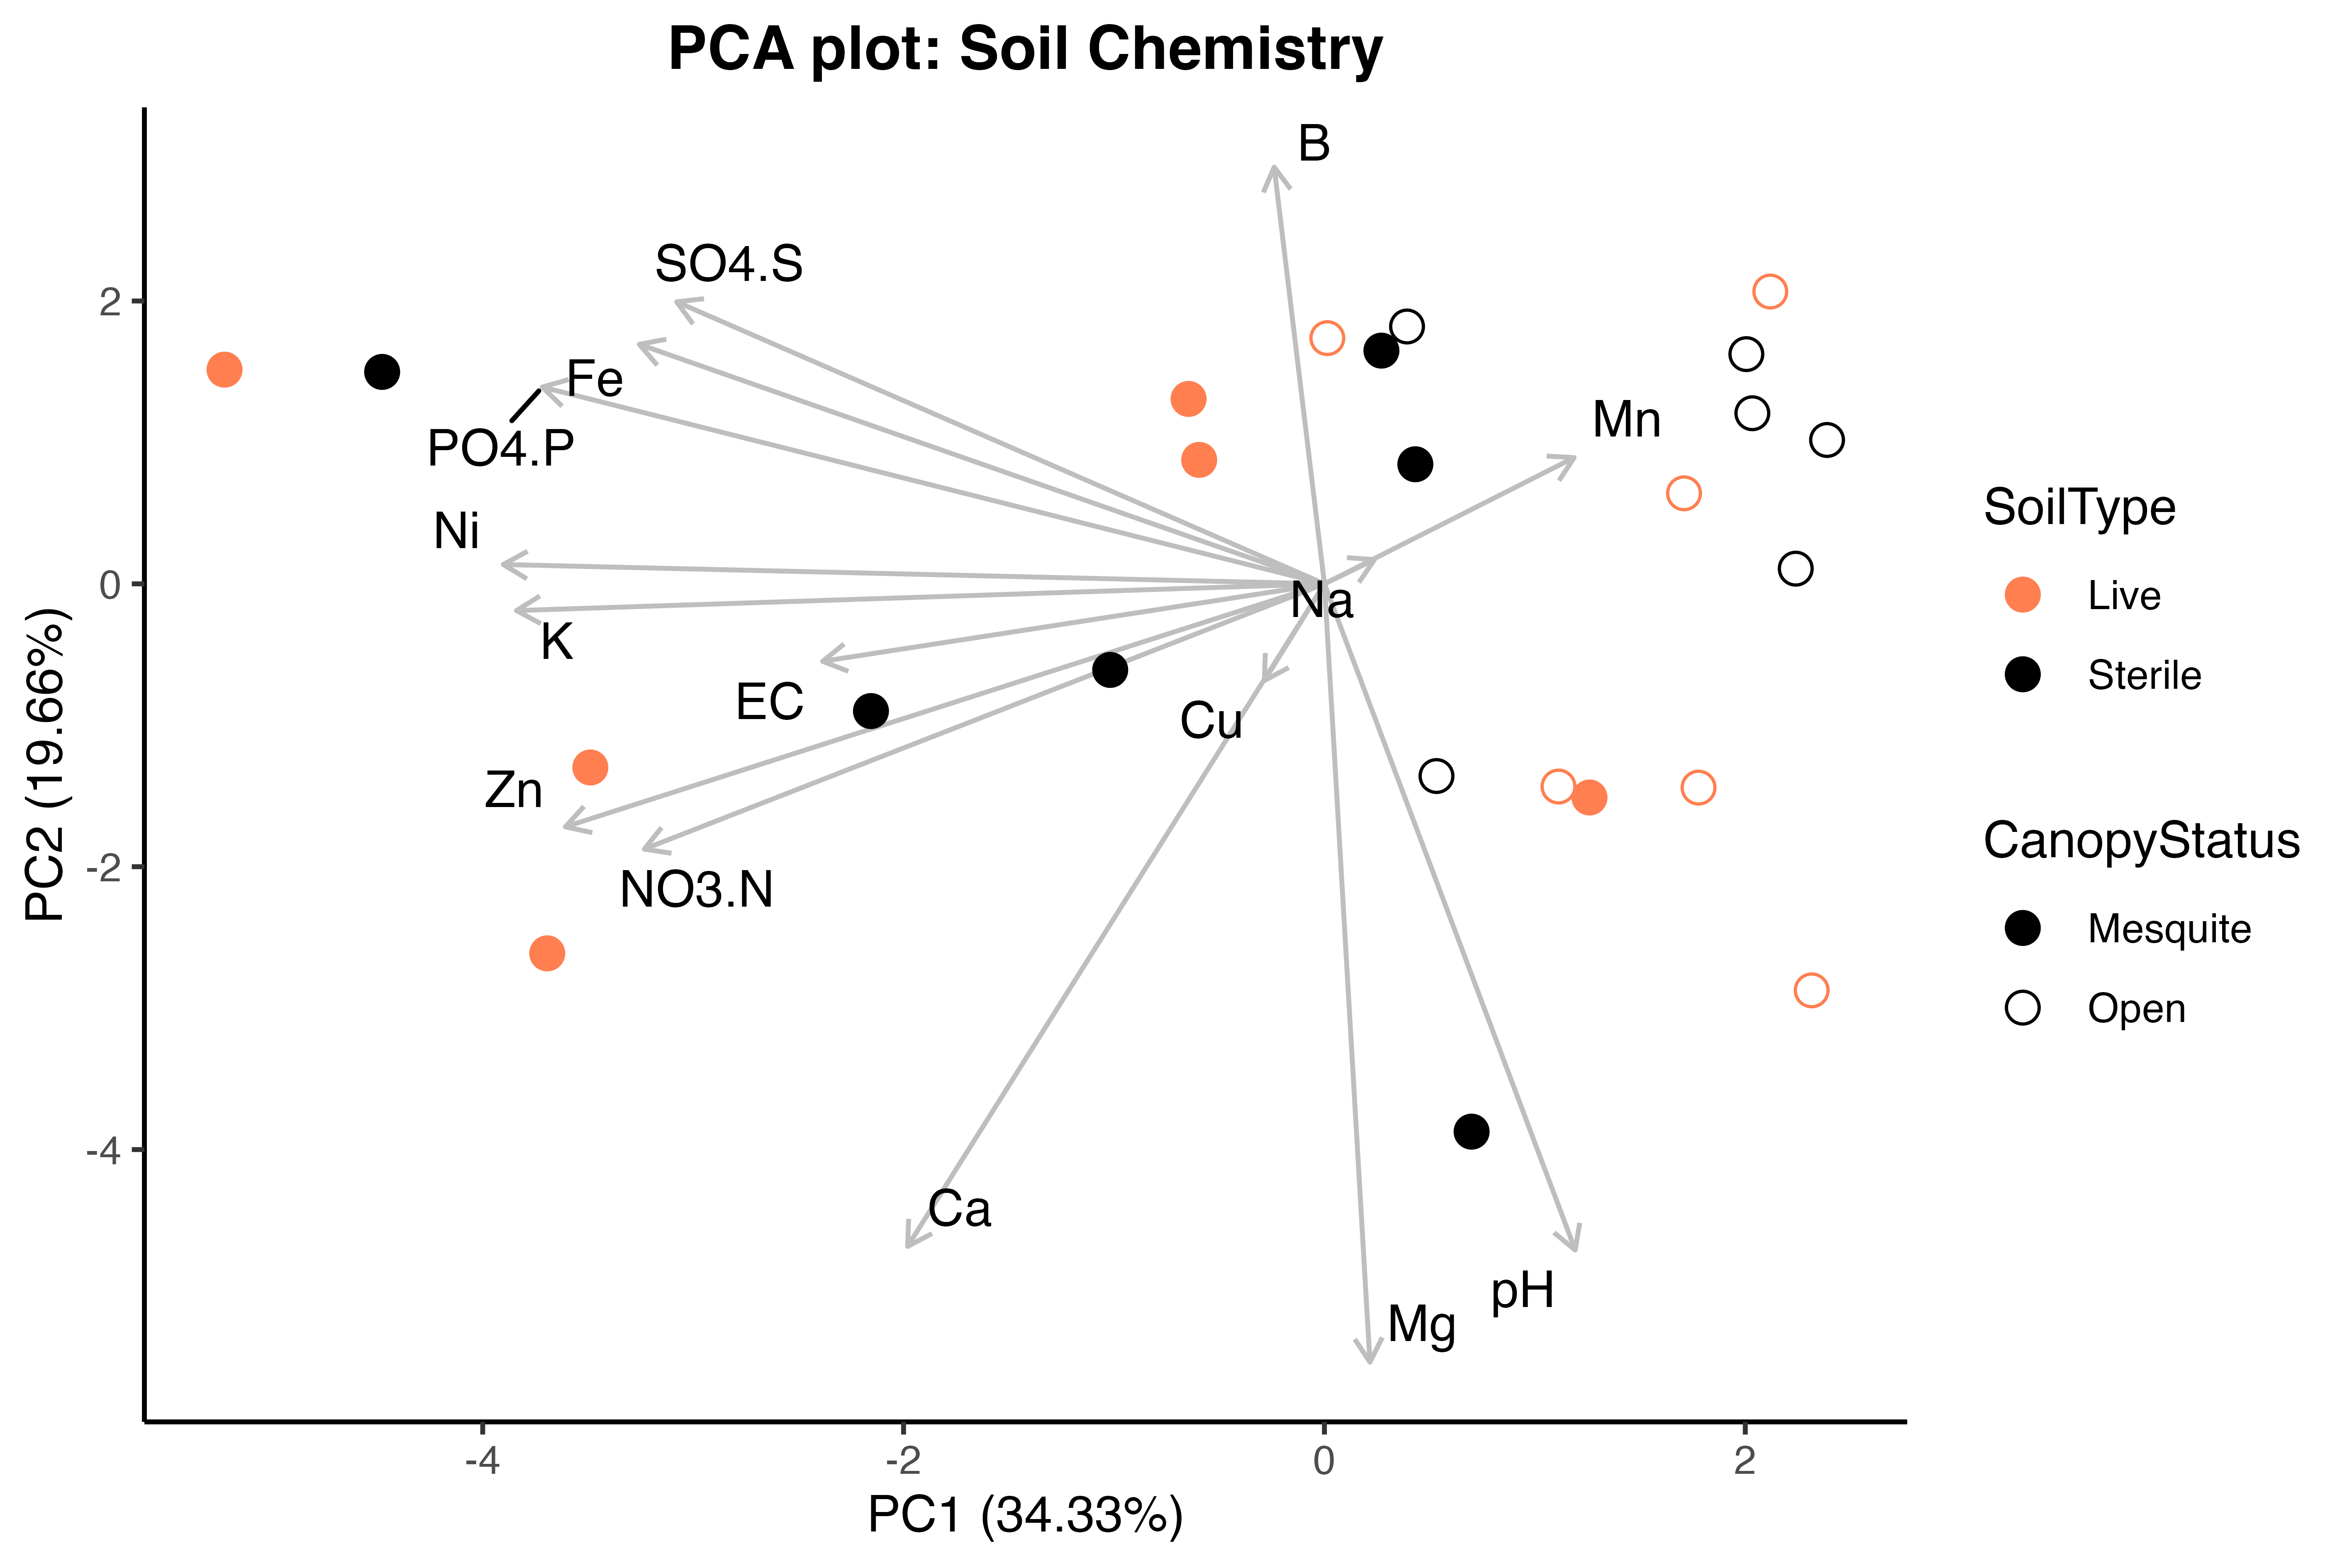 PCA plot: Soil Chemistry
B
SO4.S
2
Fe
Mn
PO4.P
SoilType
Ni
0
Na
Live
K
Sterile
EC
Cu
PC2 (19.66%)
Zn
CanopyStatus
-2
NO3.N
Mesquite
Open
-4
Ca
pH
Mg
-4
-2
0
2
PC1 (34.33%)